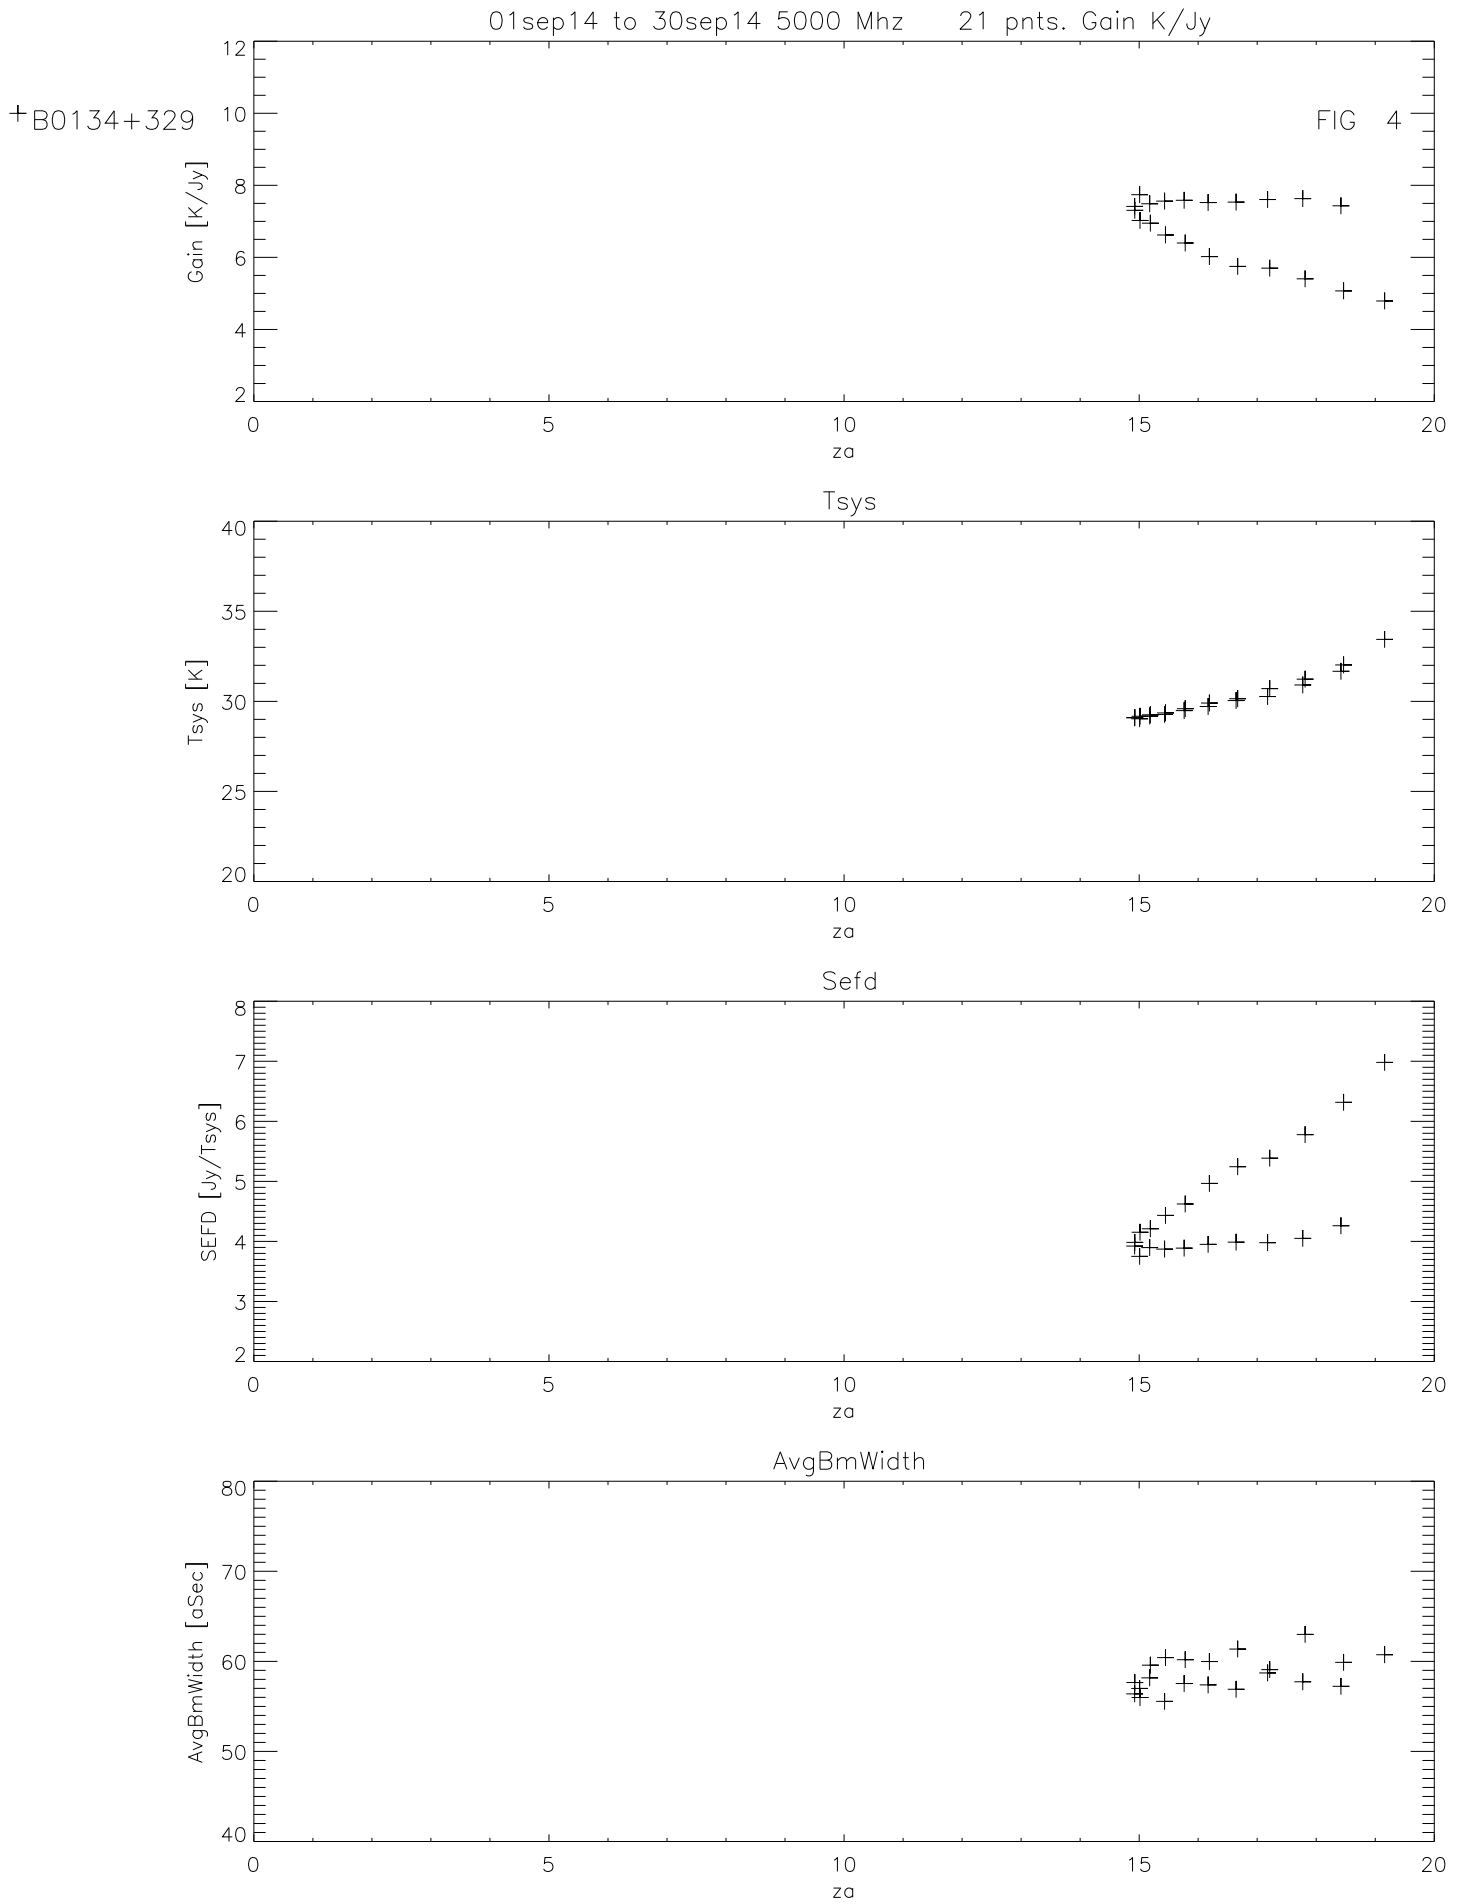 01sep14 to 30sep14 5000 Mhz 21 pnts. Gain K/Jy
+B0134+329
FIG 4
Gain [K/Jy]
12
10
8
6
4
2
0 5 10 15 20
za
Tsys
Tsys [K]
40
35
30
25
20
0 5 10 15 20
za
Sefd
SEFD [Jy/Tsys]
8
7
6
5
4
3
2
0 5 10 15 20
za
AvgBmWidth
AvgBmWidth [aSec]
80
70
60
50
40
0 5 10 15 20
za